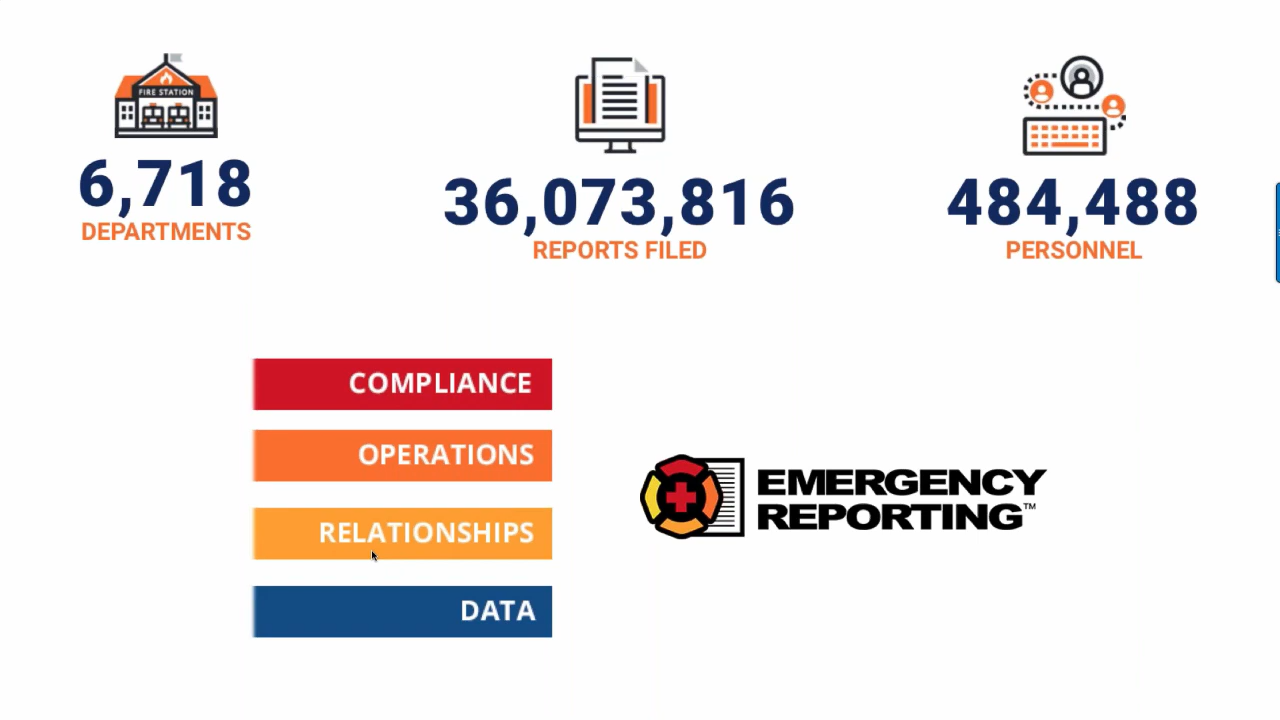 FIRE STATION
6,718
DEPARTMENTS
36,073,816
REPORTS FILED
484,488
PERSONNEL
COMPLIANCE
OPERATIONS
RELATIONSHIPS
DATA
EMERGENCY
REPORTING™